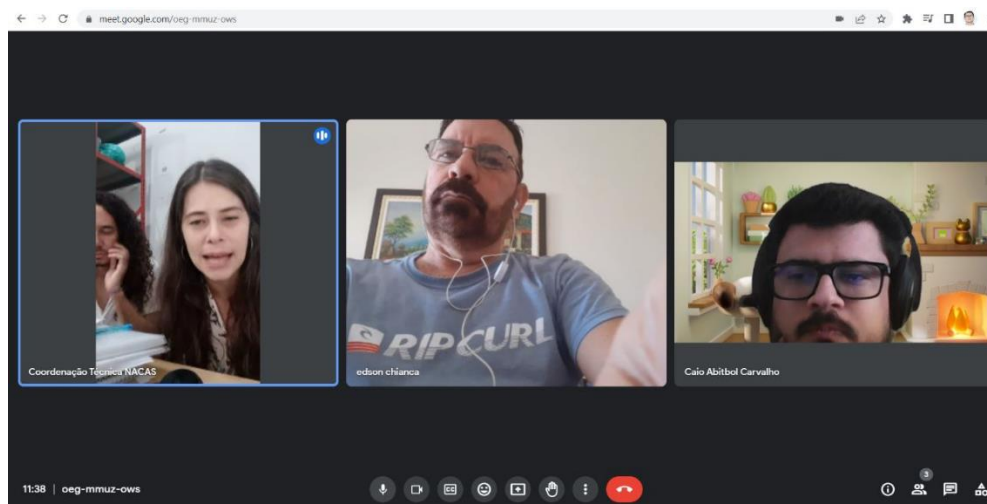 meet.google.com/oeg-mmuz-ows
RIP CURL
Coordenação Técnica NACAS
edson chianca
Caio Abitbol Carvalho
3
11:38 | oeg-mmuz-ows
CC